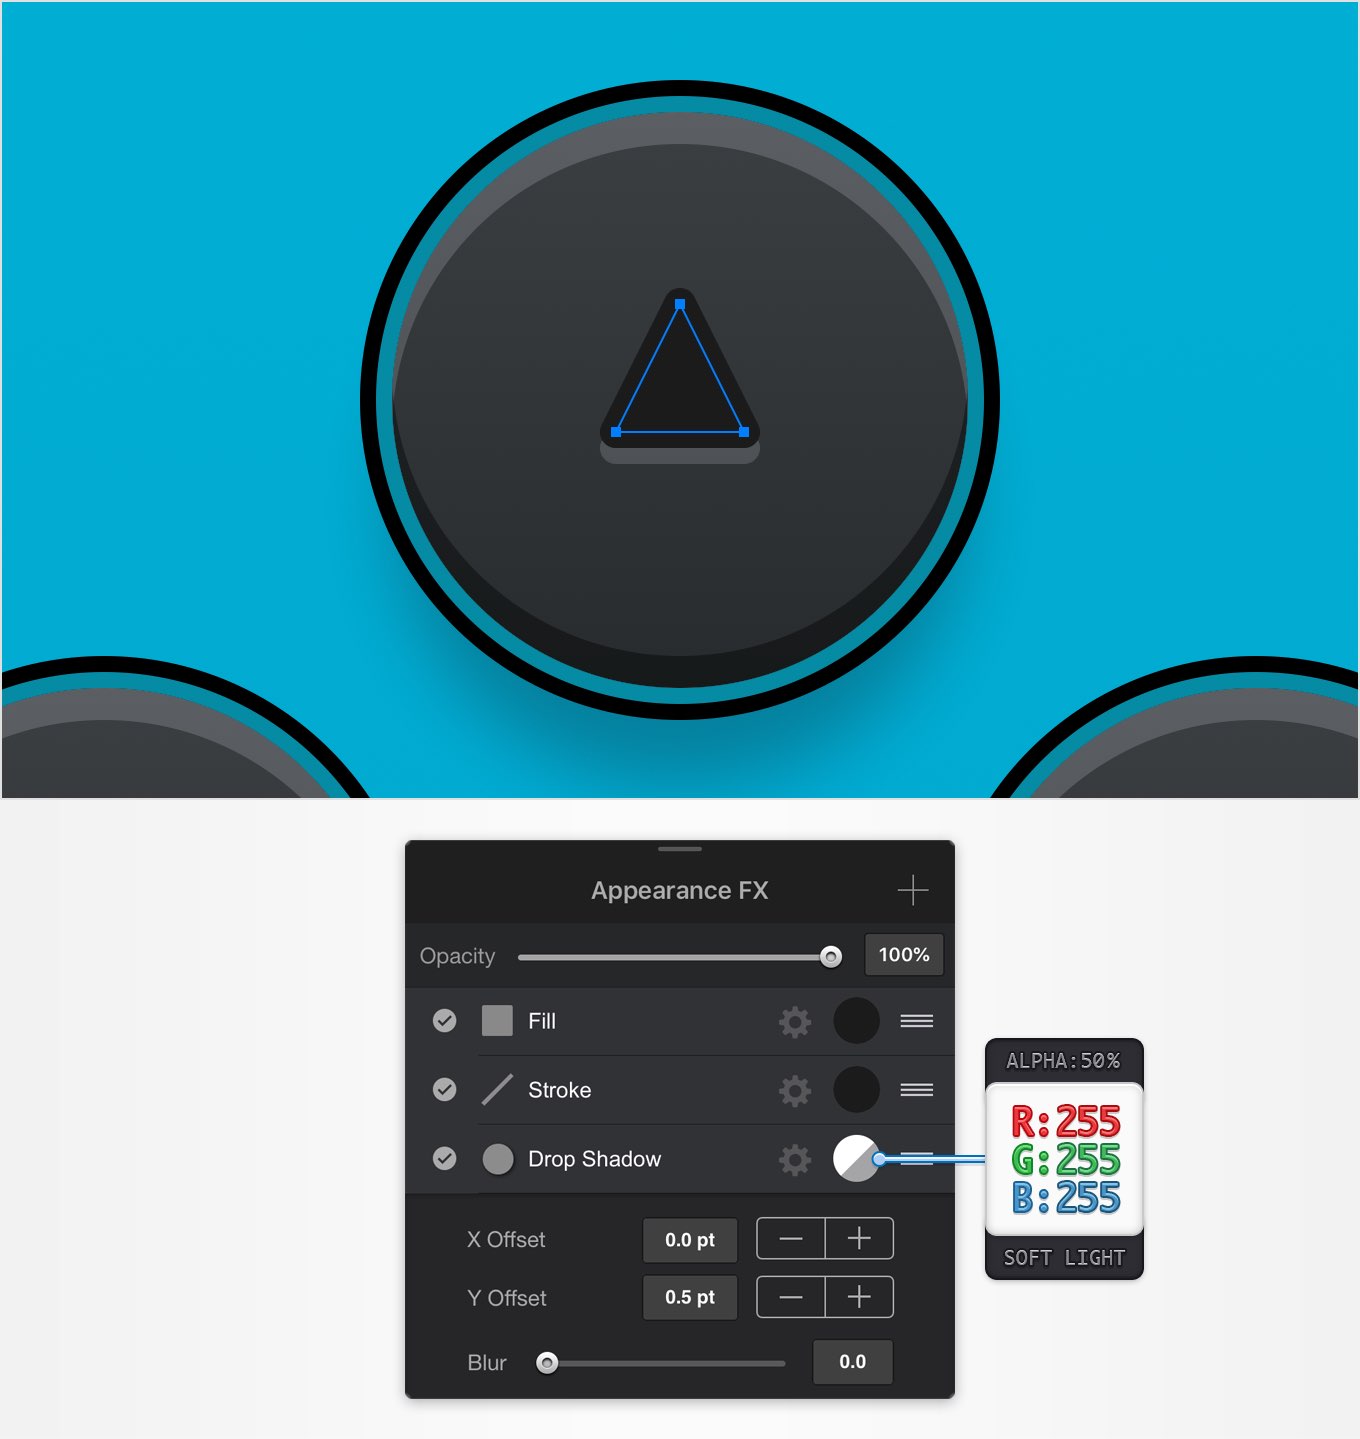 Appearance FX
Opacity 100%
Fill
Stroke
Drop Shadow
X Offset 0.0 pt
Y Offset 0.5 pt
Blur 0.0
ALPHA:50%
R:255
G:255
B:255
SOFT LIGHT